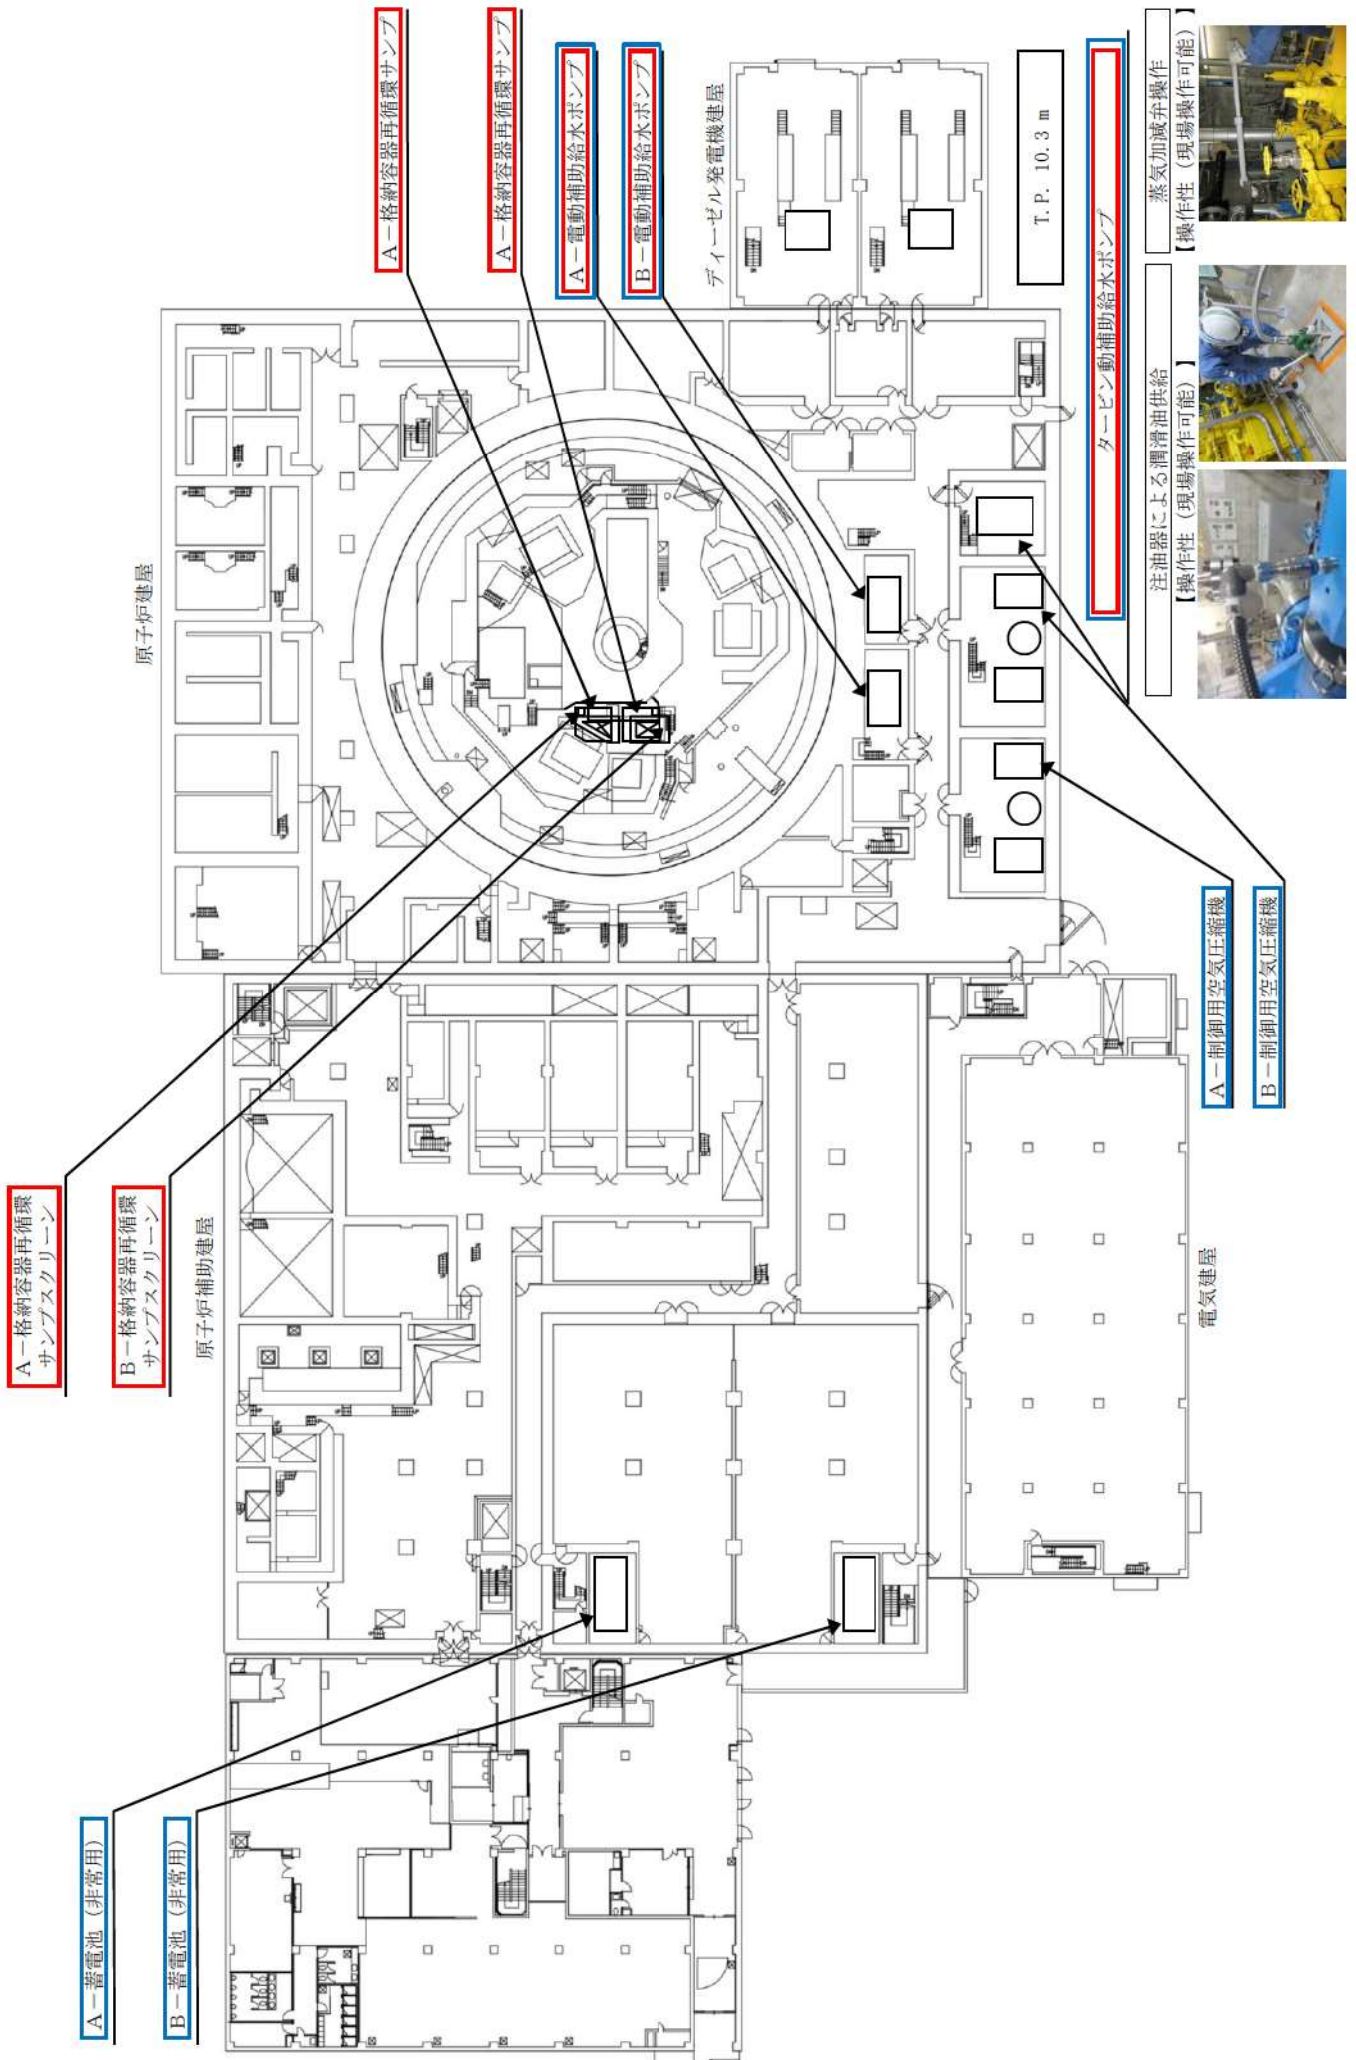 A－格納容器再循環サンプ
A－格納容器再循環サンプ
A－電動補助給水ポンプ
B－電動補助給水ポンプ
ディーゼル発電機建屋
T.P. 10.3 m
タービン動補助給水ポンプ
蒸気加減弁操作
【操作性（現場操作可能）】
注油器による潤滑油供給
【操作性（現場操作可能）】
原子炉建屋
A－格納容器再循環
サンプスクリーン
B－格納容器再循環
サンプスクリーン
原子炉補助建屋
A－制御用空気圧縮機
B－制御用空気圧縮機
電気建屋
A－蓄電池（非常用）
B－蓄電池（非常用）